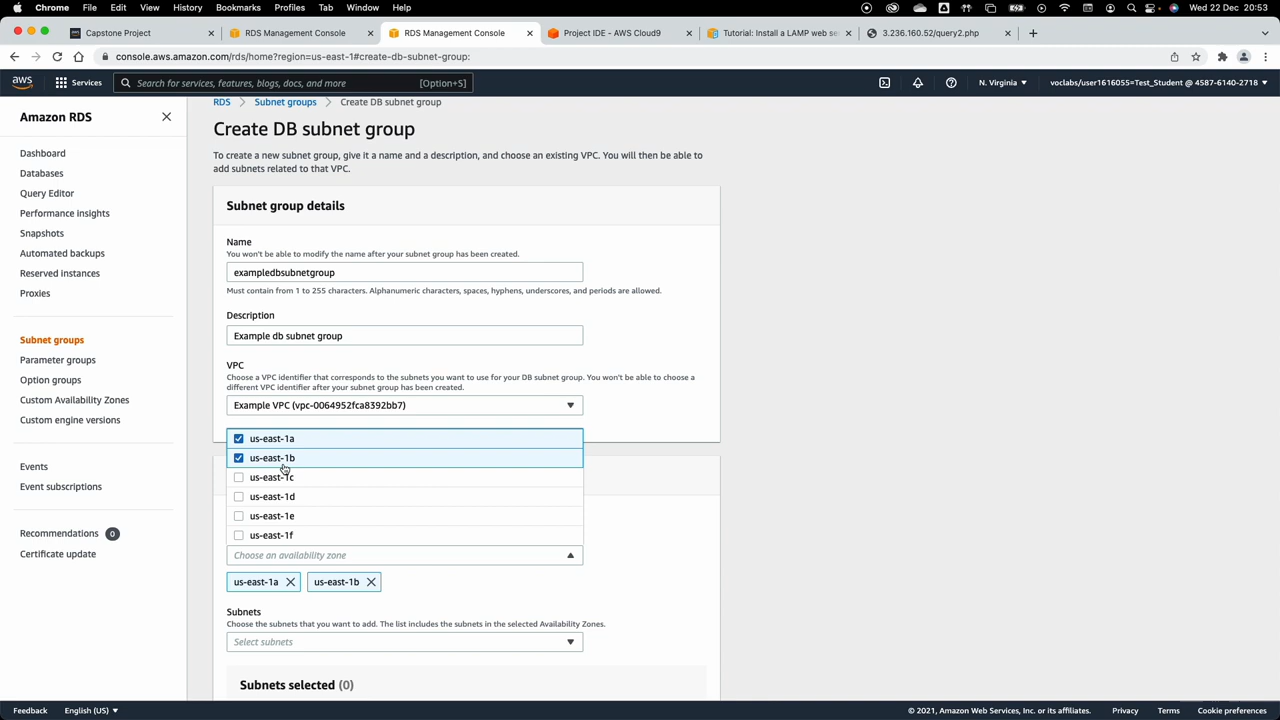 Chrome File Edit View History Bookmarks Profiles Tab Window Help Wed 22 Dec 20:53
Capstone Project RDS Management Console RDS Management Console Project IDE - AWS Cloud9 Tutorial: Install a LAMP web se 3.236.160.52/query2.php
console.aws.amazon.com/rds/home?region=us-east-1#create-db-subnet-group:
aws Services Search for services, features, blogs, docs, and more [Option+S] N. Virginia voclabs/user1616055=Test_Student @ 4587-6140-2718
Amazon RDS
Dashboard
Databases
Query Editor
Performance insights
Snapshots
Automated backups
Reserved instances
Proxies
Subnet groups
Parameter groups
Option groups
Custom Availability Zones
Custom engine versions
Events
Event subscriptions
Recommendations 0
Certificate update
RDS Subnet groups Create DB subnet group
Create DB subnet group
To create a new subnet group, give it a name and a description, and choose an existing VPC. You will then be able to
add subnets related to that VPC.
Subnet group details
Name
You won't be able to modify the name after your subnet group has been created.
exampledbsubnetgroup
Must contain from 1 to 255 characters. Alphanumeric characters, spaces, hyphens, underscores, and periods are allowed.
Description
Example db subnet group
VPC
Choose a VPC identifier that corresponds to the subnets you want to use for your DB subnet group. You won't be able to choose a
different VPC identifier after your subnet group has been created.
Example VPC (vpc-0064952fca8392bb7)
us-east-1a
us-east-1b
us-east-1c
us-east-1d
us-east-1e
us-east-1f
Choose an availability zone
us-east-1a us-east-1b
Subnets
Choose the subnets that you want to add. The list includes the subnets in the selected Availability Zones.
Select subnets
Subnets selected (0)
Feedback English (US) © 2021, Amazon Web Services, Inc. or its affiliates. Privacy Terms Cookie preferences